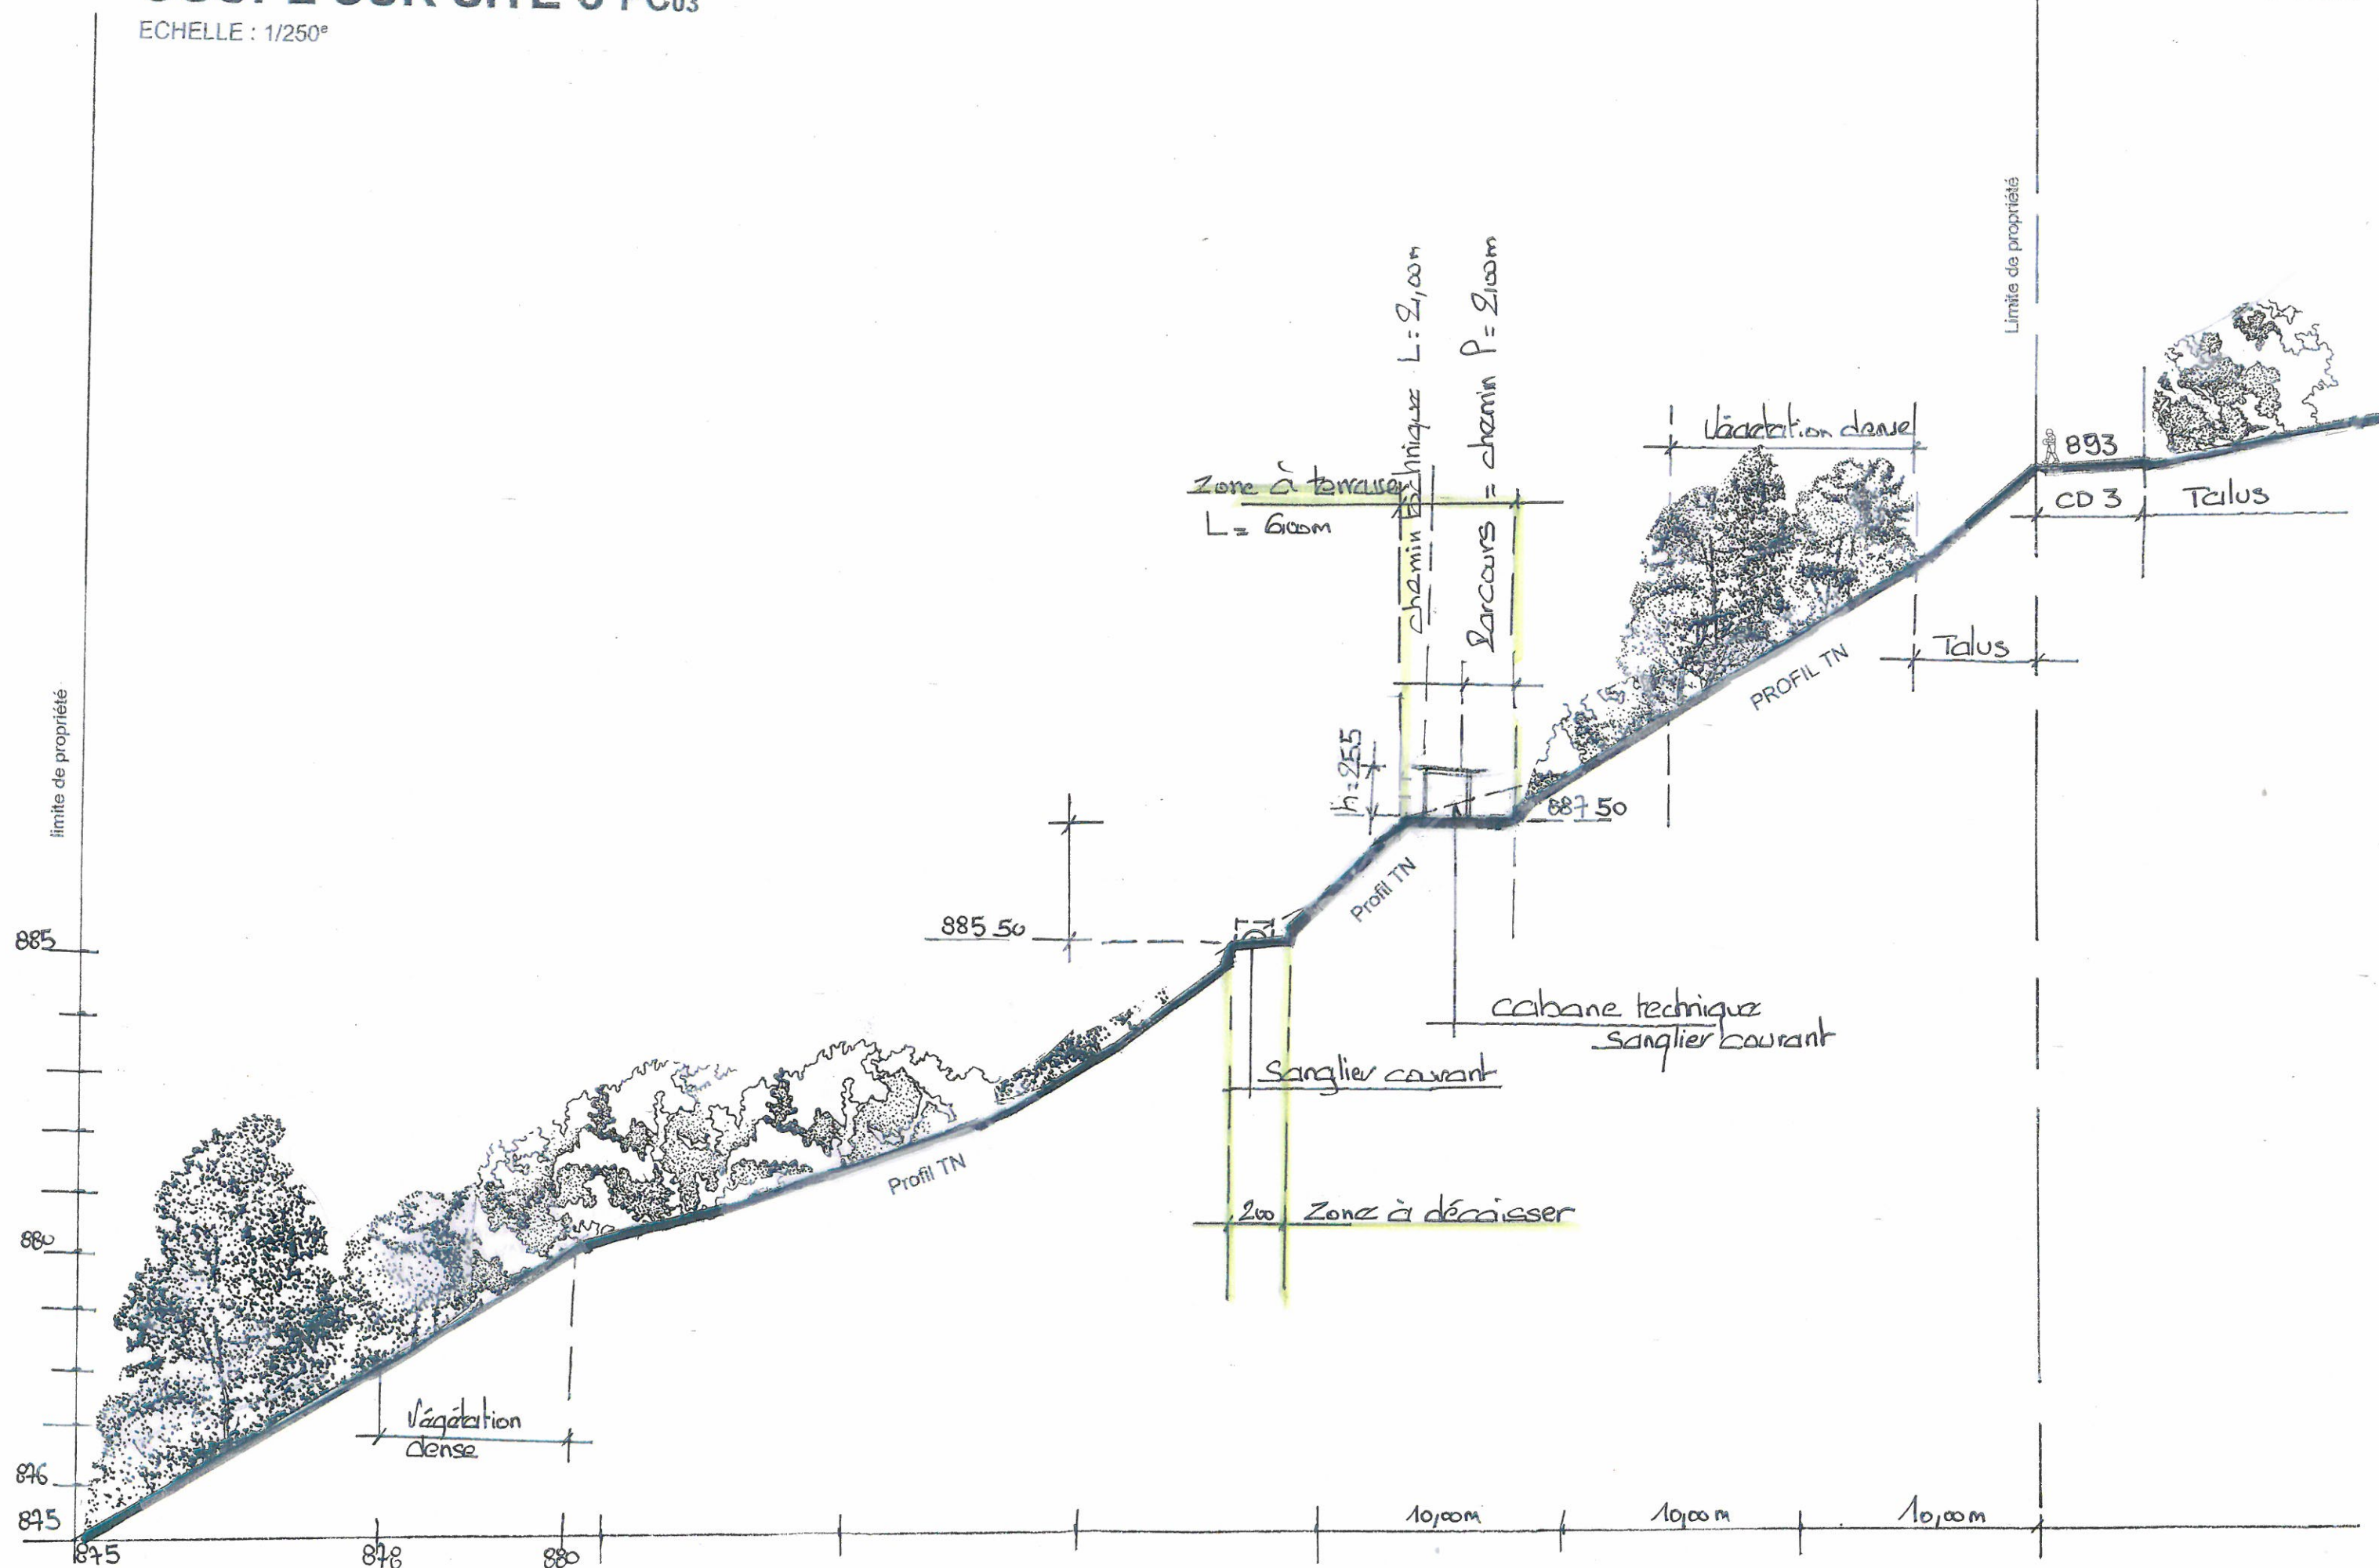 ECHELLE : 1/250e
Limite de propriété
chemin technique L = 2,00m
Parcours = chemin P = 2,00m
Végétation dense
893
CD 3
Talus
Zone à terrasser
L = 6,00m
Talus
PROFIL TN
limite de propriété
h = 2.55
887 50
Profil TN
885
885 50
cabane technique
Sanglier courant
Sanglier courant
200
Zone à décaisser
Profil TN
880
Végétation
dense
876
875
10,00m
10,00m
10,00m
875
878
880